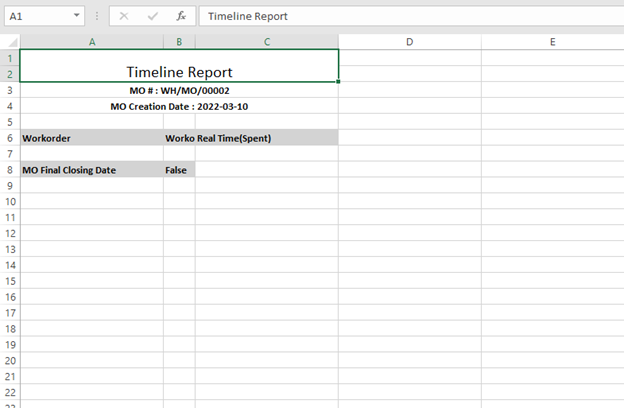 A1 fx Timeline Report
A B C D E
1
2 Timeline Report
3 MO # : WH/MO/00002
4 MO Creation Date : 2022-03-10
5
6 Workorder Worko Real Time(Spent)
7
8 MO Final Closing Date False
9
10
11
12
13
14
15
16
17
18
19
20
21
22
23